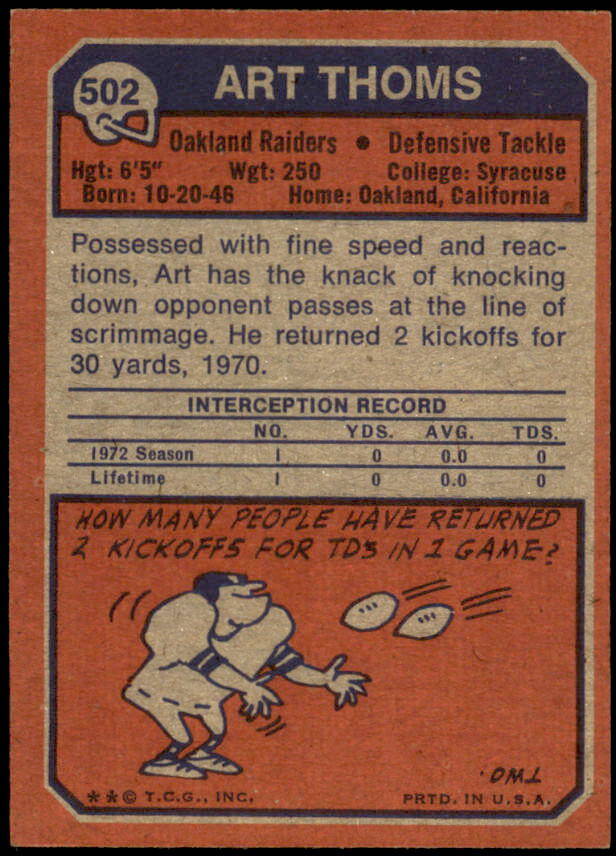 502
ART THOMS
Oakland Raiders • Defensive Tackle
Hgt: 6'5" Wgt: 250 College: Syracuse
Born: 10-20-46 Home: Oakland, California
Possessed with fine speed and reac-
tions, Art has the knack of knocking
down opponent passes at the line of
scrimmage. He returned 2 kickoffs for
30 yards, 1970.
INTERCEPTION RECORD
NO. YDS. AVG. TDS.
1972 Season 1 0 0.0 0
Lifetime 1 0 0.0 0
HOW MANY PEOPLE HAVE RETURNED
2 KICKOFFS FOR TDS IN 1 GAME?
TWO.
**© T.C.G., INC. PRTD. IN U.S.A.